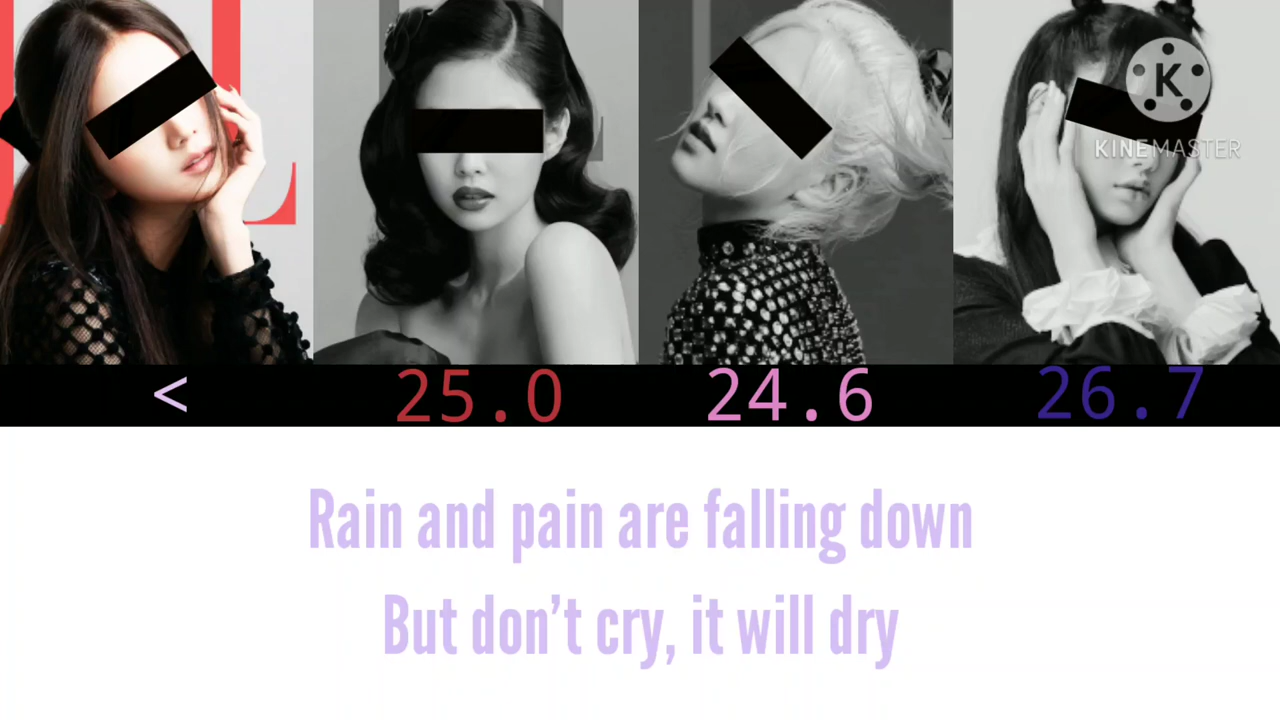 K
KINEMASTER
< 25.0 24.6 26.7
Rain and pain are falling down
But don't cry, it will dry